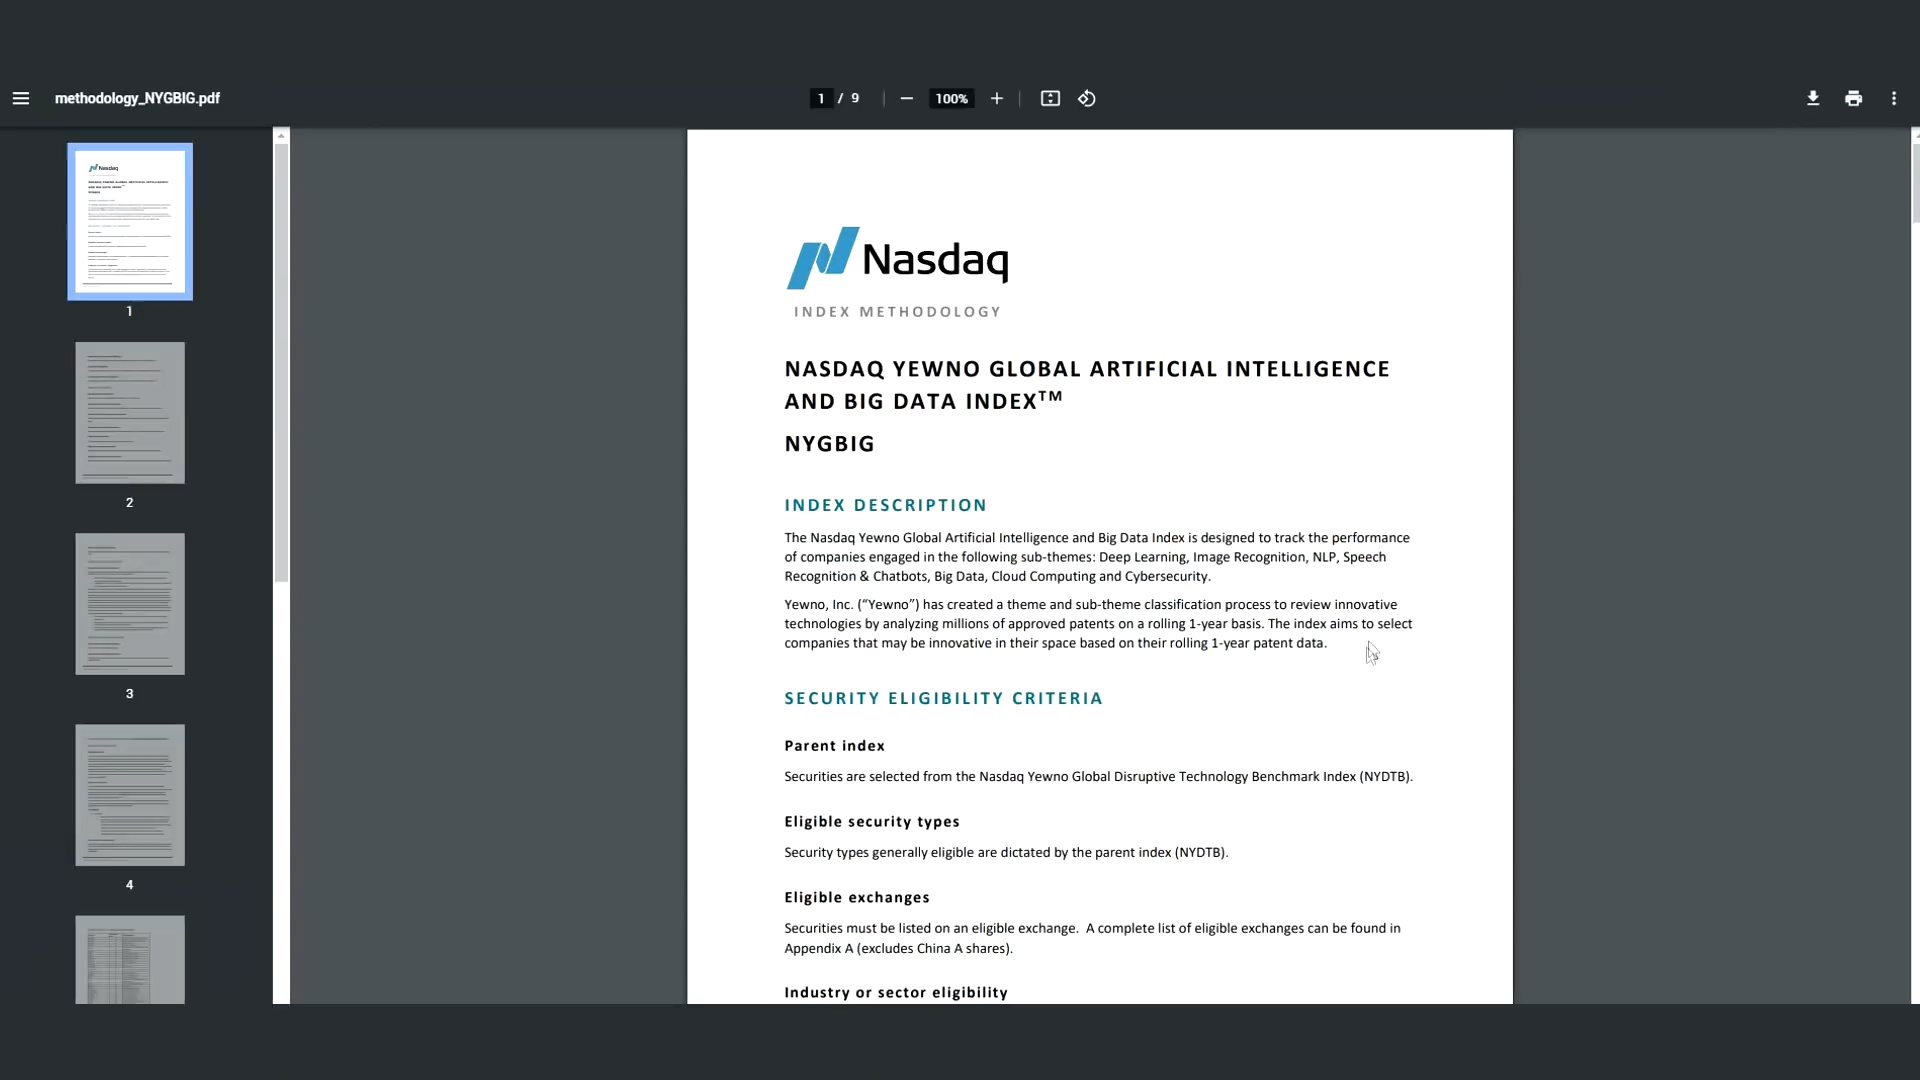 methodology_NYGBIG.pdf
1 / 9
100%
1
2
3
4
Nasdaq
INDEX METHODOLOGY
NASDAQ YEWNO GLOBAL ARTIFICIAL INTELLIGENCE
AND BIG DATA INDEX™
NYGBIG
INDEX DESCRIPTION
The Nasdaq Yewno Global Artificial Intelligence and Big Data Index is designed to track the performance
of companies engaged in the following sub-themes: Deep Learning, Image Recognition, NLP, Speech
Recognition & Chatbots, Big Data, Cloud Computing and Cybersecurity.
Yewno, Inc. (“Yewno”) has created a theme and sub-theme classification process to review innovative
technologies by analyzing millions of approved patents on a rolling 1-year basis. The index aims to select
companies that may be innovative in their space based on their rolling 1-year patent data.
SECURITY ELIGIBILITY CRITERIA
Parent index
Securities are selected from the Nasdaq Yewno Global Disruptive Technology Benchmark Index (NYDTB).
Eligible security types
Security types generally eligible are dictated by the parent index (NYDTB).
Eligible exchanges
Securities must be listed on an eligible exchange.  A complete list of eligible exchanges can be found in
Appendix A (excludes China A shares).
Industry or sector eligibility